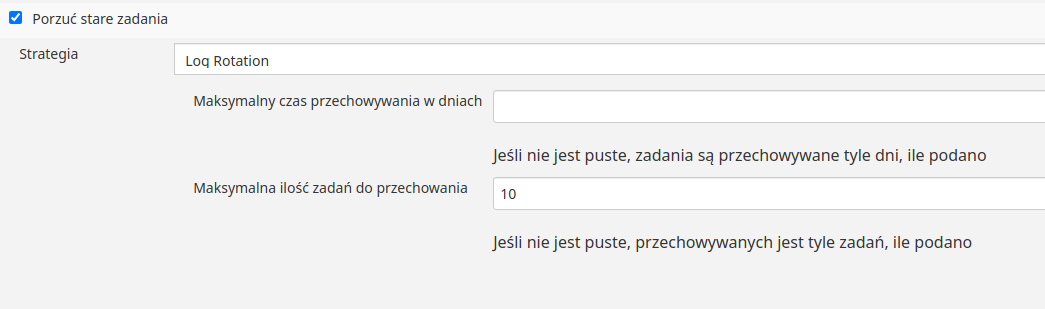 Porzuć stare zadania
Strategia
Log Rotation
Maksymalny czas przechowywania w dniach
Jeśli nie jest puste, zadania są przechowywane tyle dni, ile podano
Maksymalna ilość zadań do przechowania
10
Jeśli nie jest puste, przechowywanych jest tyle zadań, ile podano